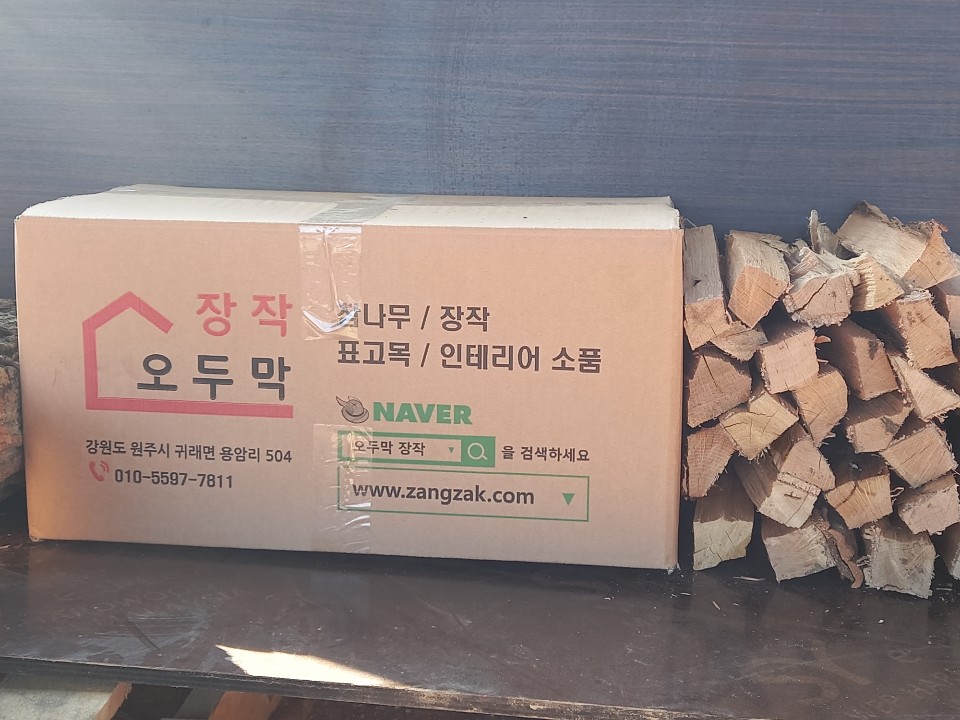 장작
오두막
강원도 원주시 귀래면 용암리 504
010-5597-7811
참나무 / 장작
표고목 / 인테리어 소품
NAVER
오두막 장작 을 검색하세요
www.zangzak.com